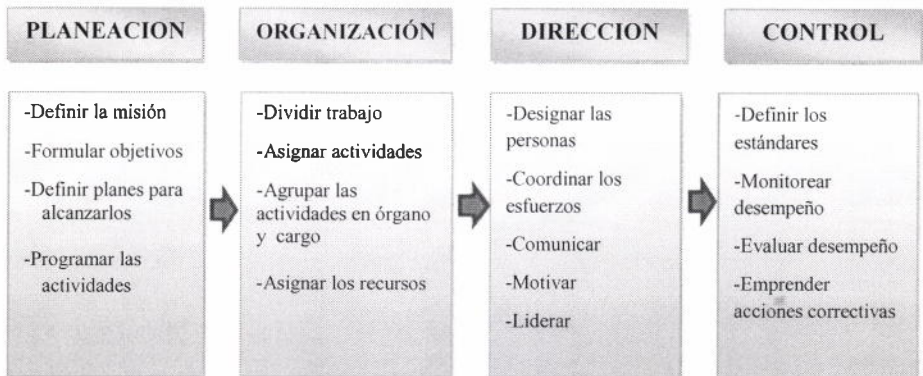 PLANEACION
-Definir la misión
-Formular objetivos
-Definir planes para
alcanzarlos
-Programar las
actividades
ORGANIZACIÓN
-Dividir trabajo
-Asignar actividades
-Agrupar las
actividades en órgano
y cargo
-Asignar los recursos
DIRECCION
-Designar las
personas
-Coordinar los
esfuerzos
-Comunicar
-Motivar
-Liderar
CONTROL
-Definir los
estándares
-Monitorear
desempeño
-Evaluar desempeño
-Emprender
acciones correctivas